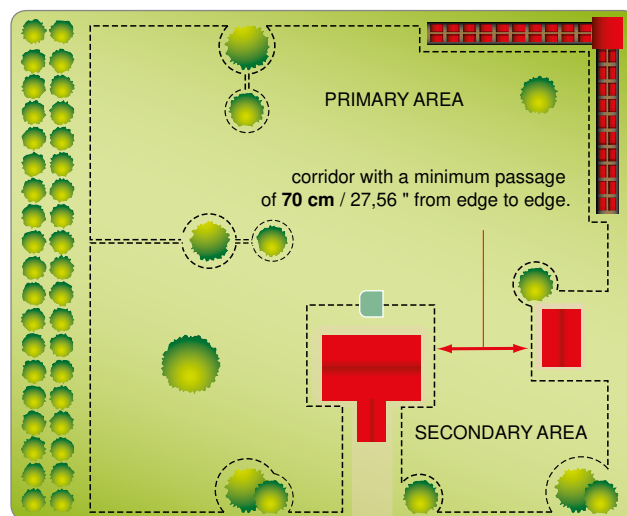 PRIMARY AREA
corridor with a minimum passage
of 70 cm / 27,56 " from edge to edge.
SECONDARY AREA